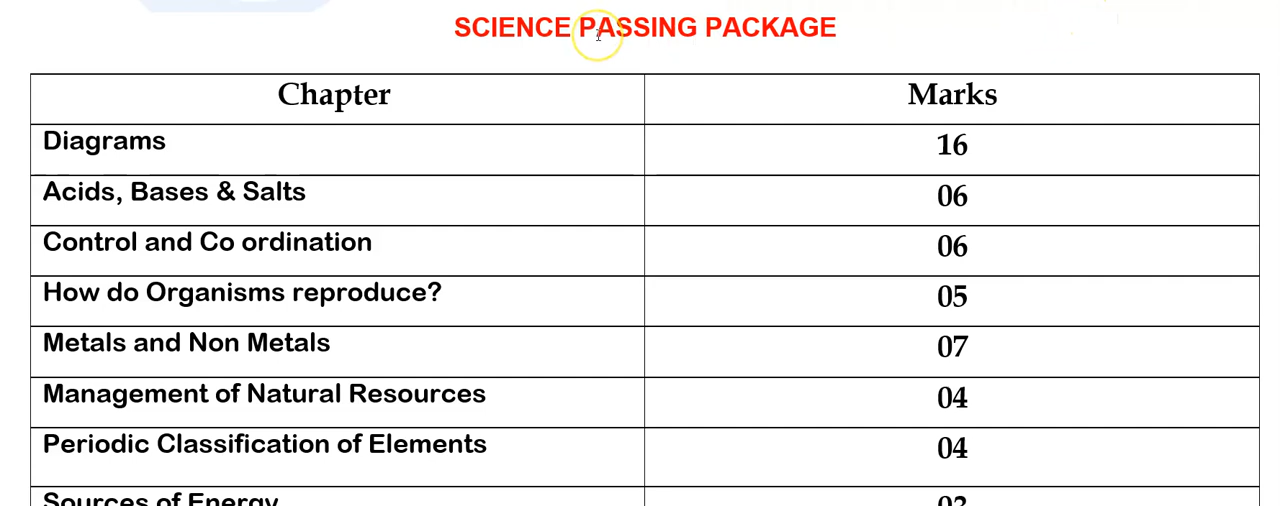 SCIENCE PASSING PACKAGE
Chapter Marks
Diagrams 16
Acids, Bases & Salts 06
Control and Co ordination 06
How do Organisms reproduce? 05
Metals and Non Metals 07
Management of Natural Resources 04
Periodic Classification of Elements 04
Sources of Energy